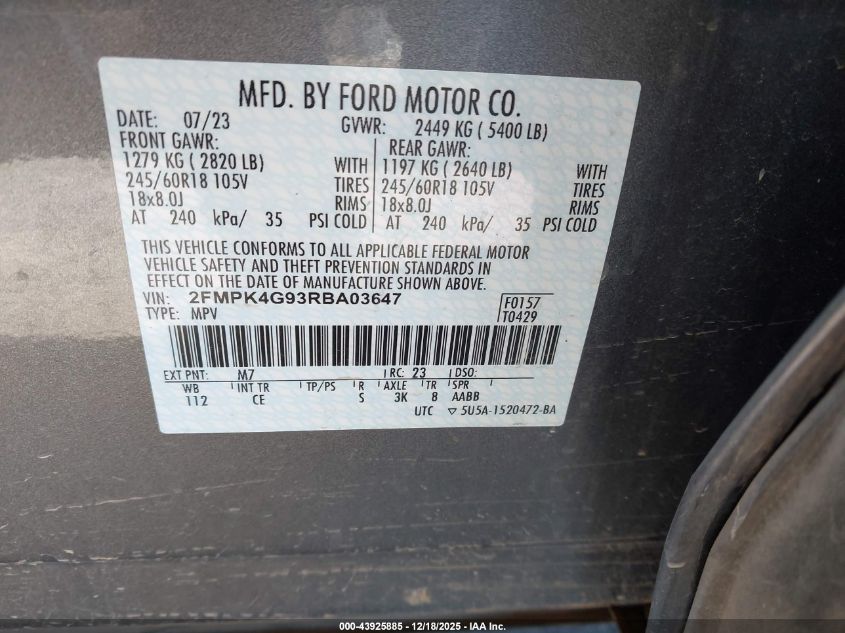 MFD. BY FORD MOTOR CO.
DATE: 07/23 GVWR: 2449 KG ( 5400 LB)
FRONT GAWR: REAR GAWR:
1279 KG ( 2820 LB) WITH 1197 KG ( 2640 LB) WITH
245/60R18 105V TIRES 245/60R18 105V TIRES
18x8.0J RIMS 18x8.0J RIMS
AT 240 kPa/ 35 PSI COLD AT 240 kPa/ 35 PSI COLD
THIS VEHICLE CONFORMS TO ALL APPLICABLE FEDERAL MOTOR
VEHICLE SAFETY AND THEFT PREVENTION STANDARDS IN
EFFECT ON THE DATE OF MANUFACTURE SHOWN ABOVE.
VIN: 2FMPK4G93RBA03647 F0157
TYPE: MPV T0429
EXT PNT: M7 RC: 23 DSO:
WB INT TR TP/PS R AXLE TR SPR
112 CE S 3K 8 AABB
UTC ▽ 5U5A-1520472-BA
000-43925885 - 12/18/2025 - IAA Inc.